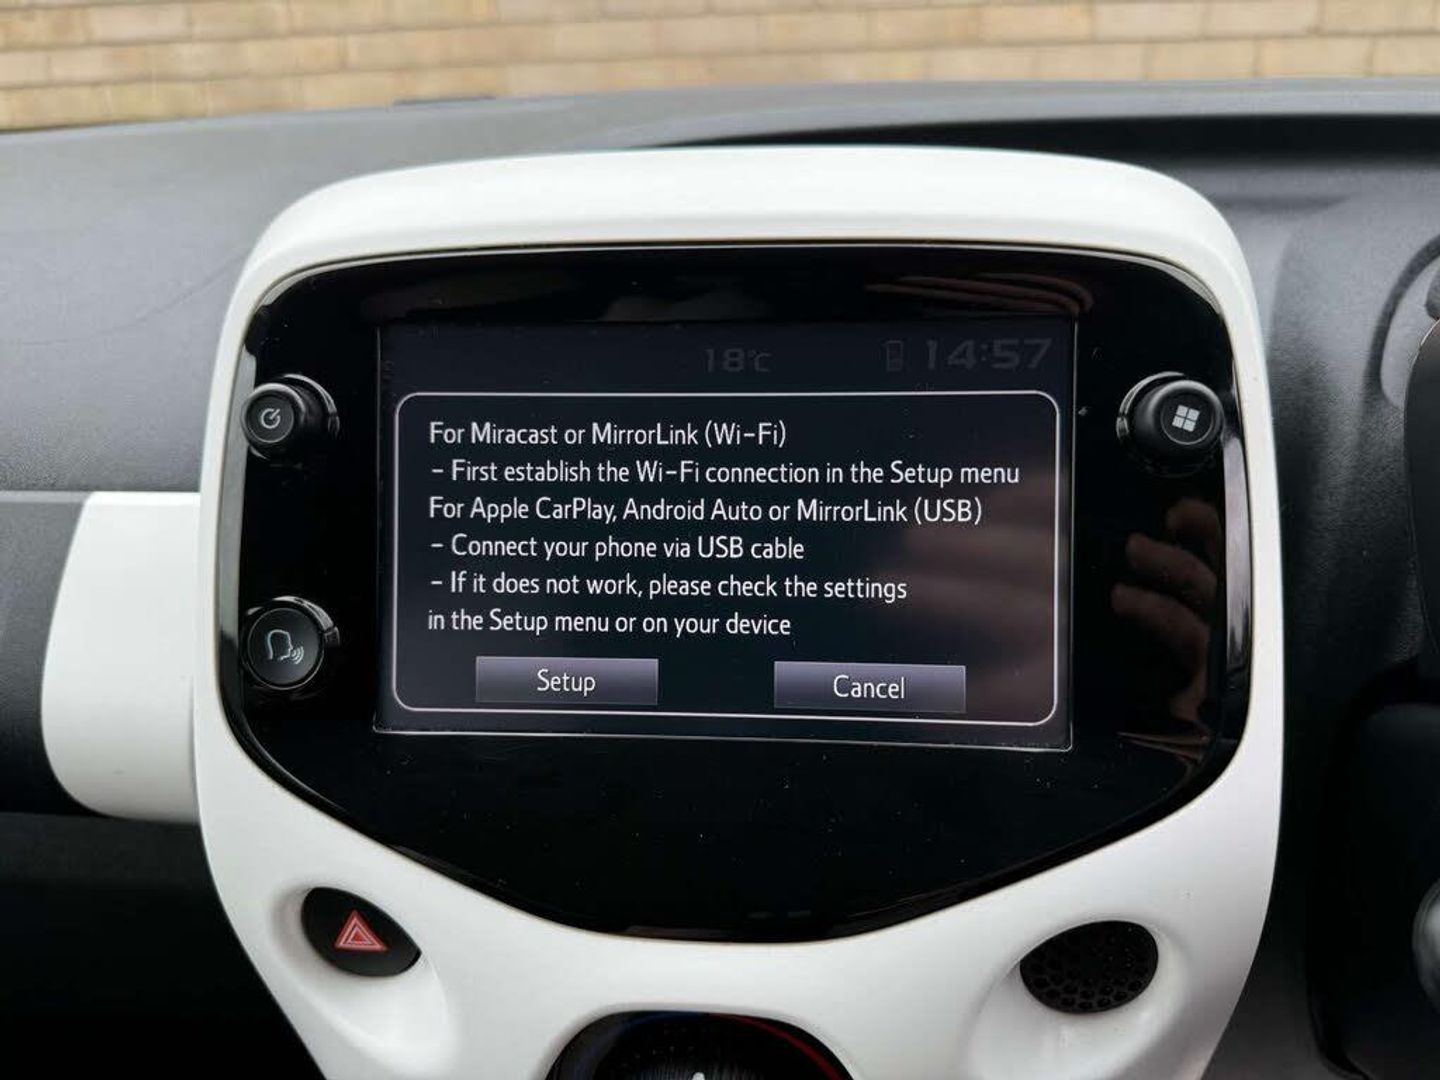 18°C 14:57
For Miracast or MirrorLink (Wi-Fi)
- First establish the Wi-Fi connection in the Setup menu
For Apple CarPlay, Android Auto or MirrorLink (USB)
- Connect your phone via USB cable
- If it does not work, please check the settings
in the Setup menu or on your device
Setup Cancel